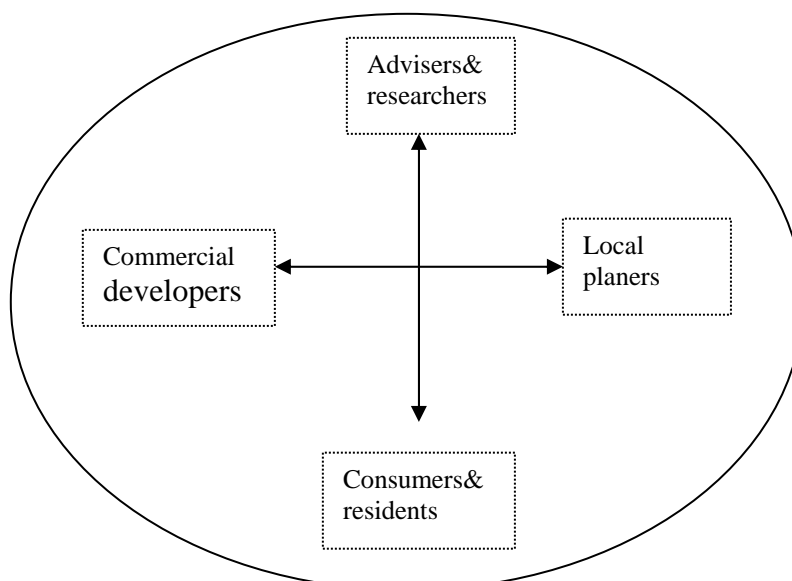 Advisers&
researchers
Commercial
developers
Local
planers
Consumers&
residents